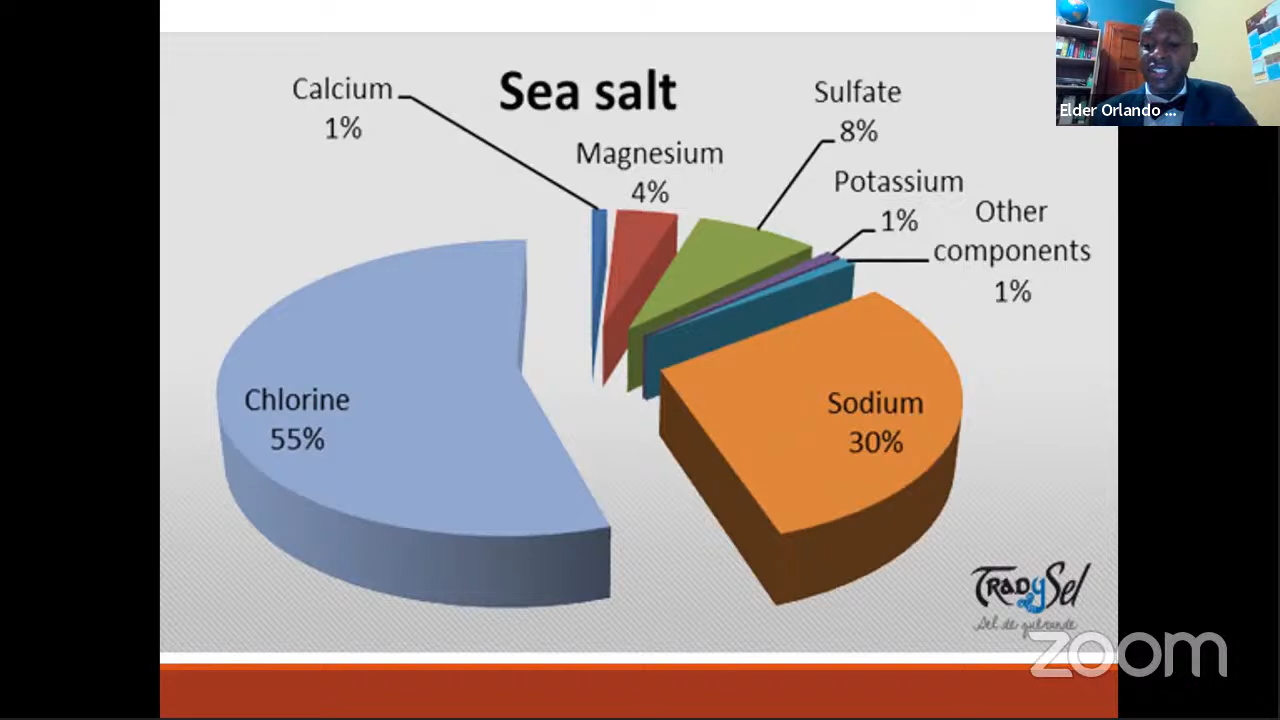 Sea salt
Calcium
1%
Magnesium
4%
Sulfate
8%
Potassium
1%
Other
components
1%
Chlorine
55%
Sodium
30%
TradySel
Sel de guérande
zoom
Elder Orlando ...